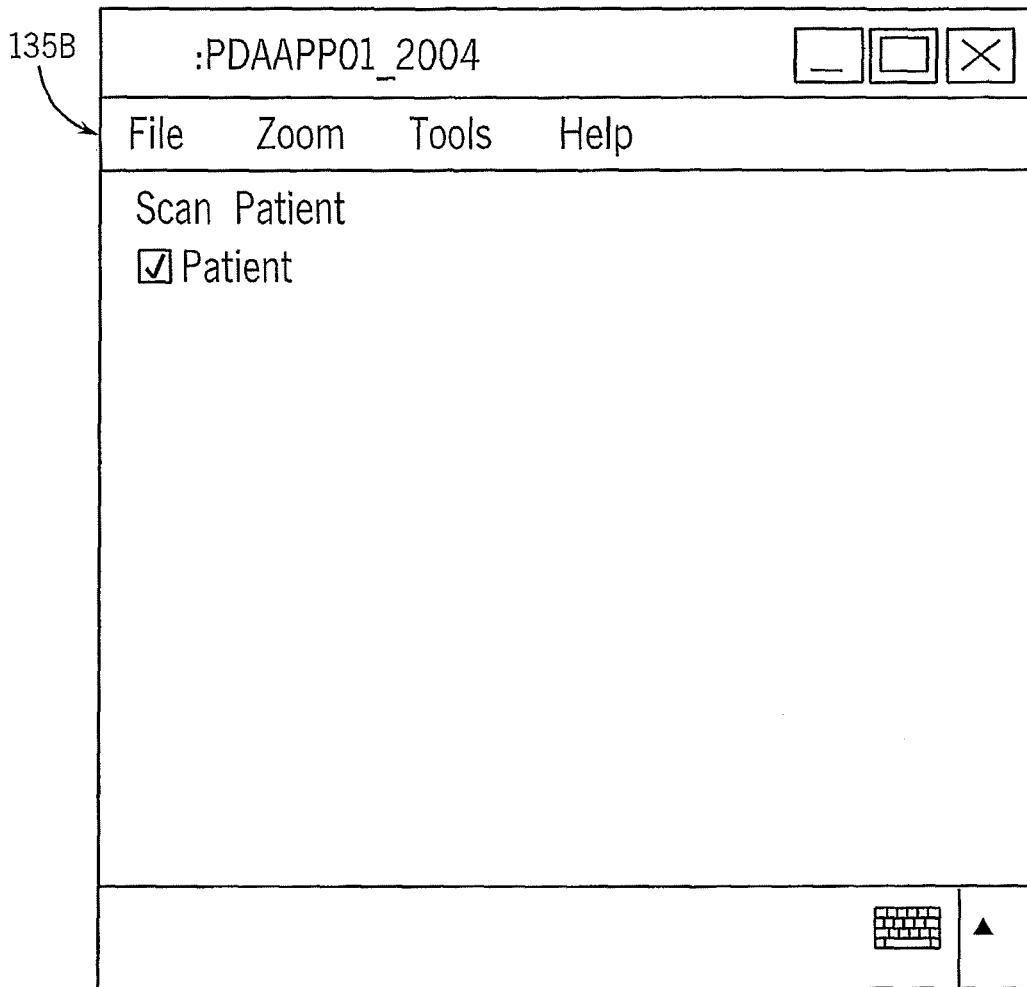 135B
:PDAAPP01_2004
File Zoom Tools Help
Scan Patient
Patient